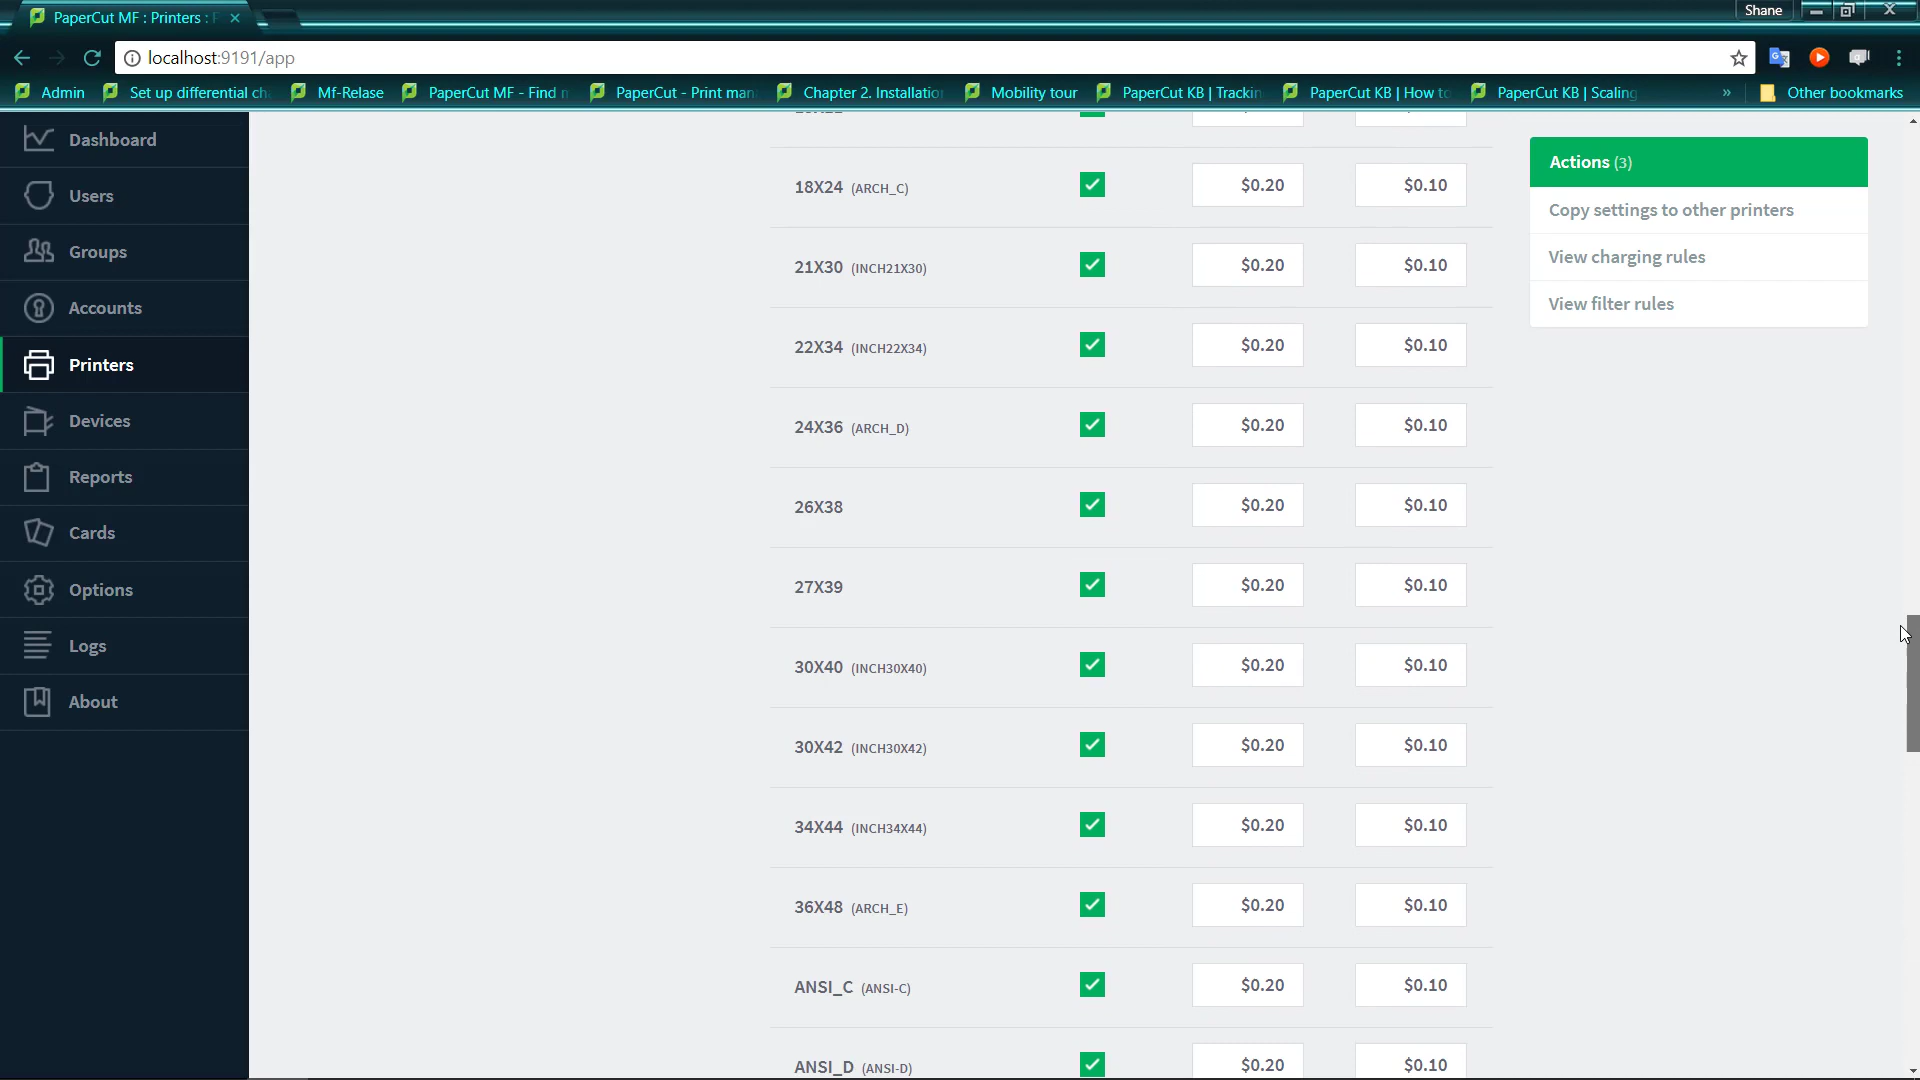 PaperCut MF : Printers :
Shane
localhost:9191/app
Admin
Set up differential ch
Mf-Relase
PaperCut MF - Find
PaperCut - Print man
Chapter 2. Installatio
Mobility tour
PaperCut KB | Trackin
PaperCut KB | How to
PaperCut KB | Scaling
»
Other bookmarks
Dashboard
Users
Groups
Accounts
Printers
Devices
Reports
Cards
Options
Logs
About
18X24 (ARCH_C) $0.20 $0.10
21X30 (INCH21X30) $0.20 $0.10
22X34 (INCH22X34) $0.20 $0.10
24X36 (ARCH_D) $0.20 $0.10
26X38 $0.20 $0.10
27X39 $0.20 $0.10
30X40 (INCH30X40) $0.20 $0.10
30X42 (INCH30X42) $0.20 $0.10
34X44 (INCH34X44) $0.20 $0.10
36X48 (ARCH_E) $0.20 $0.10
ANSI_C (ANSI-C) $0.20 $0.10
ANSI_D (ANSI-D) $0.20 $0.10
Actions (3)
Copy settings to other printers
View charging rules
View filter rules